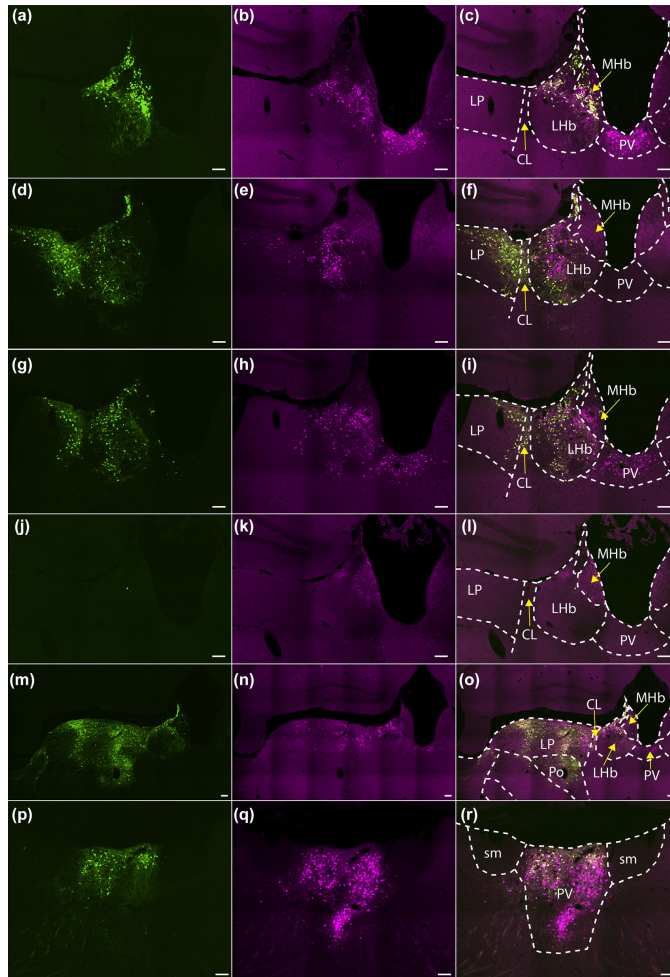 (a) (b) (c)
MHb
LP
LHb
CL
PV
(d) (e) (f)
MHb
LP
LHb
PV
CL
(g) (h) (i)
MHb
LP
LHb
CL
PV
(j) (k) (l)
MHb
LP
LHb
CL
PV
(m) (n) (o)
CL
MHb
LP
Po
LHb
PV
(p) (q) (r)
sm
sm
PV